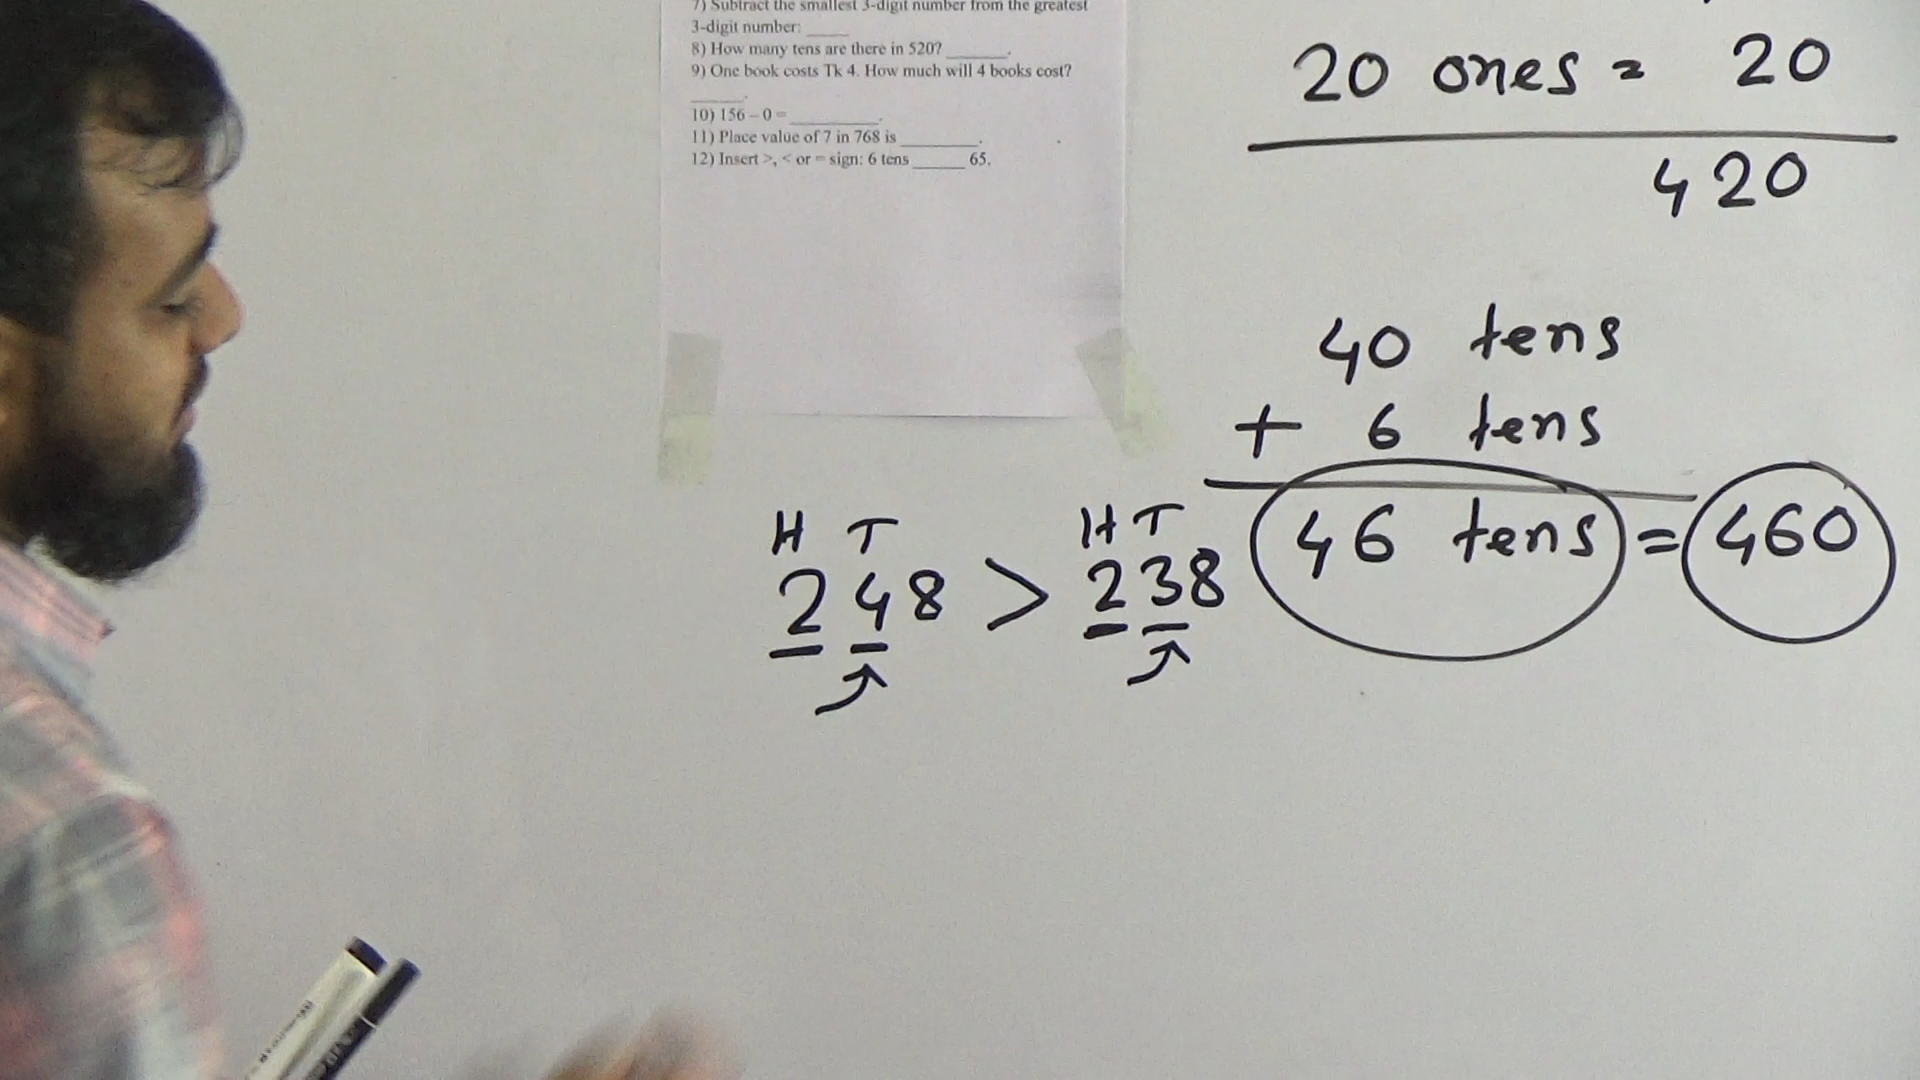 7) Subtract the smallest 3-digit number from the greatest
3-digit number: _____
8) How many tens are there in 520? _______.
9) One book costs Tk 4. How much will 4 books cost?
______.
10) 156 – 0 = __________.
11) Place value of 7 in 768 is _________.
12) Insert >, < or = sign: 6 tens ______ 65.
20 ones = 20
420
40 tens
+ 6 tens
46 tens = 460
H T H T
248 > 238